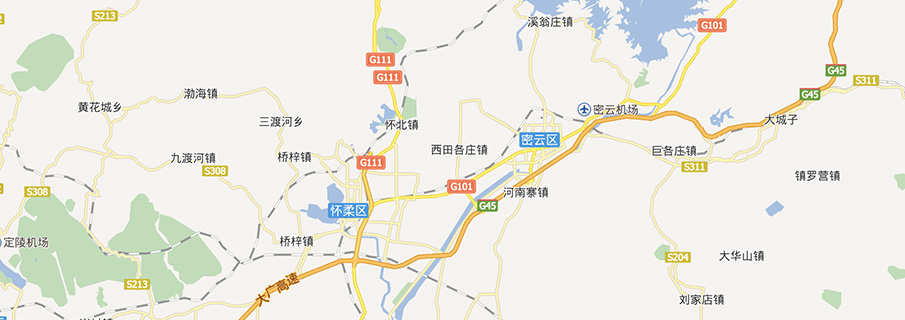 S213
溪翁庄镇
G101
G111
G111
G45
S311
G45
黄花城乡
渤海镇
密云机场
三渡河乡
怀北镇
大城子
密云区
西田各庄镇
巨各庄镇
九渡河镇
桥梓镇
G111
S311
S308
镇罗营镇
S308
G101
河南寨镇
G45
怀柔区
定陵机场
桥梓镇
S204
大华山镇
S213
大广高速
刘家店镇